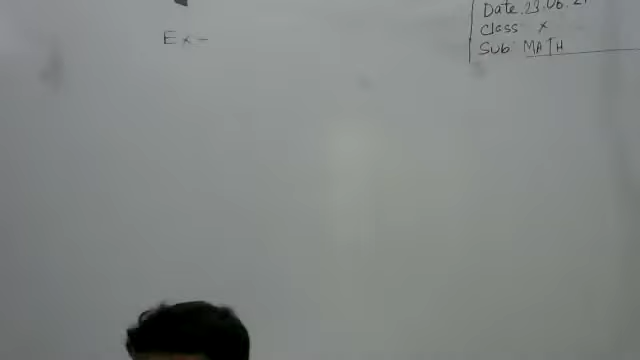 Ex-
Date. 23.06.21
Class X
Sub: MATH